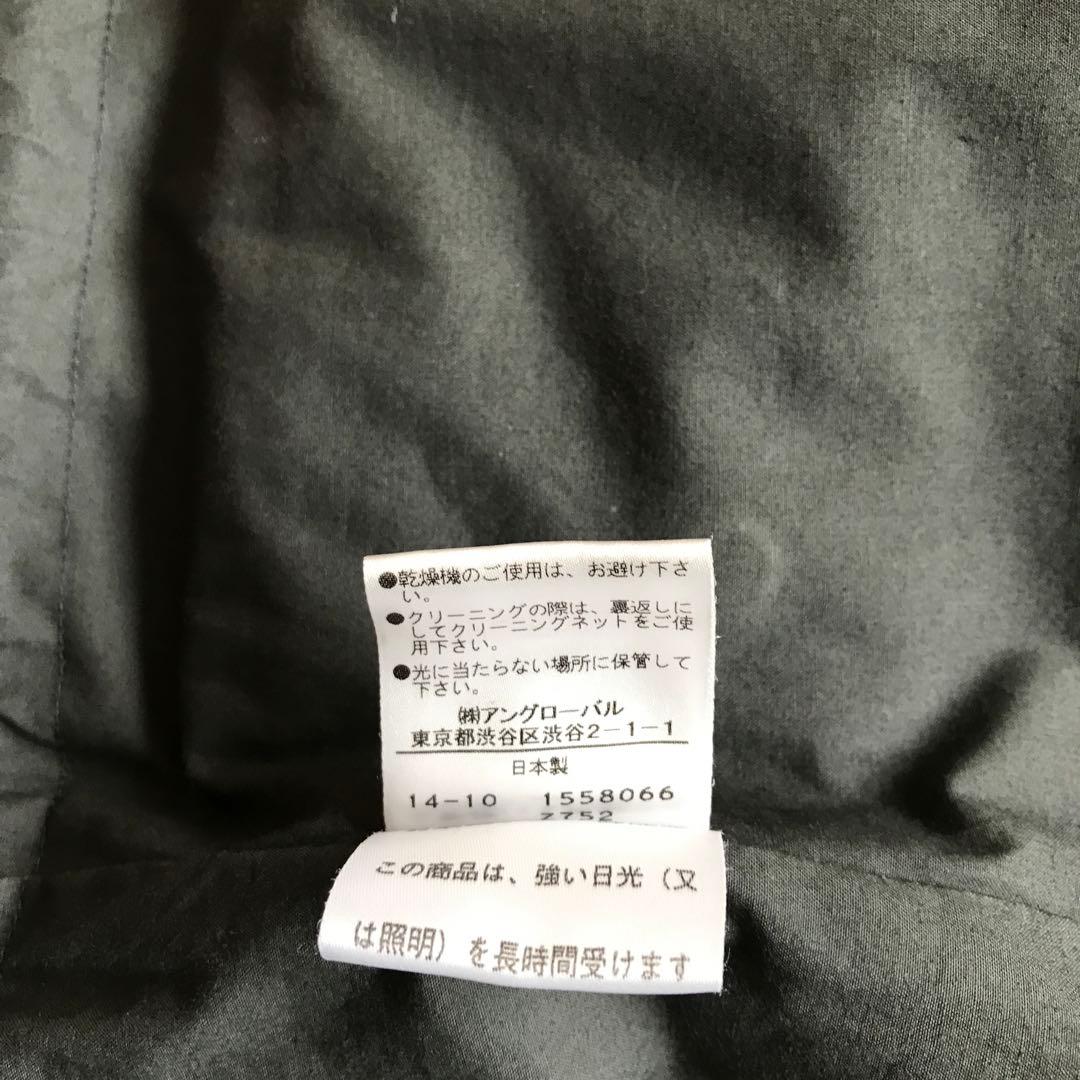 ●乾燥機のご使用は、お避け下さ
い。
●クリーニングの際は、裏返しに
してクリーニングネットをご使
用下さい。
●光に当たらない場所に保管して
下さい。
㈱アングローバル
東京都渋谷区渋谷2-1-1
日本製
14-10 1558066
7752
この商品は、強い日光（又
は照明）を長時間受けます